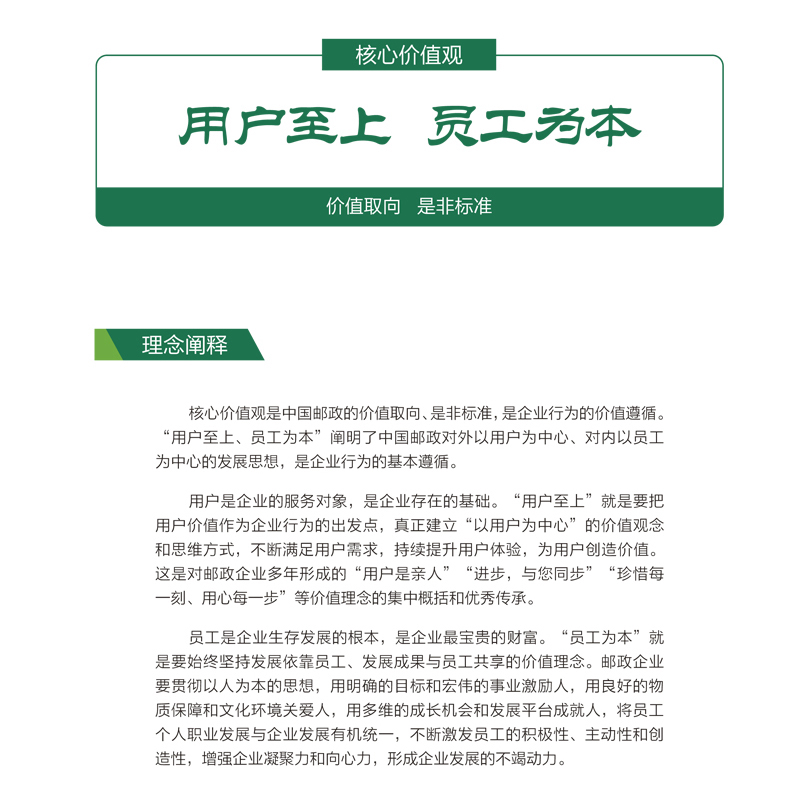 核心价值观
用户至上 员工为本
价值取向 是非标准
理念阐释
核心价值观是中国邮政的价值取向、是非标准，是企业行为的价值遵循。
“用户至上、员工为本”阐明了中国邮政对外以用户为中心、对内以员工
为中心的发展思想，是企业行为的基本遵循。
用户是企业的服务对象，是企业存在的基础。“用户至上”就是要把
用户价值作为企业行为的出发点，真正建立“以用户为中心”的价值观念
和思维方式，不断满足用户需求，持续提升用户体验，为用户创造价值。
这是对邮政企业多年形成的“用户是亲人”“进步，与您同步”“珍惜每
一刻、用心每一步”等价值理念的集中概括和优秀传承。
员工是企业生存发展的根本，是企业最宝贵的财富。“员工为本”就
是要始终坚持发展依靠员工、发展成果与员工共享的价值理念。邮政企业
要贯彻以人为本的思想，用明确的目标和宏伟的事业激励人，用良好的物
质保障和文化环境关爱人，用多维的成长机会和发展平台成就人，将员工
个人职业发展与企业发展有机统一，不断激发员工的积极性、主动性和创
造性，增强企业凝聚力和向心力，形成企业发展的不竭动力。